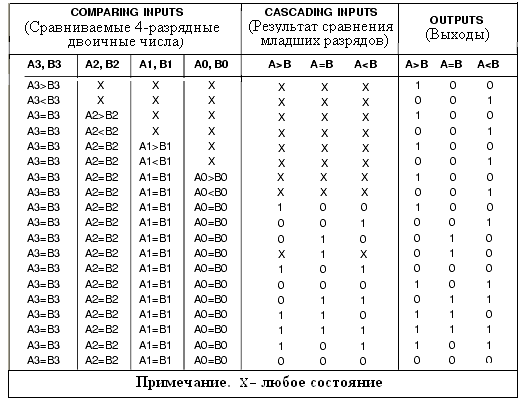 COMPARING INPUTS
(Сравниваемые 4-разрядные
двоичные числа)
CASCADING INPUTS
(Результат сравнения
младших разрядов)
OUTPUTS
(Выходы)
A3, B3 A2, B2 A1, B1 A0, B0 A>B A=B A<B A>B A=B A<B
A3>B3 X X X X X X 1 0 0
A3<B3 X X X X X X 0 0 1
A3=B3 A2>B2 X X X X X 1 0 0
A3=B3 A2<B2 X X X X X 0 0 1
A3=B3 A2=B2 A1>B1 X X X X 1 0 0
A3=B3 A2=B2 A1<B1 X X X X 0 0 1
A3=B3 A2=B2 A1=B1 A0>B0 X X X 1 0 0
A3=B3 A2=B2 A1=B1 A0<B0 X X X 0 0 1
A3=B3 A2=B2 A1=B1 A0=B0 1 0 0 1 0 0
A3=B3 A2=B2 A1=B1 A0=B0 0 0 1 0 0 1
A3=B3 A2=B2 A1=B1 A0=B0 0 1 0 0 1 0
A3=B3 A2=B2 A1=B1 A0=B0 X 1 X 0 1 0
A3=B3 A2=B2 A1=B1 A0=B0 1 0 1 0 0 0
A3=B3 A2=B2 A1=B1 A0=B0 0 0 0 1 0 1
A3=B3 A2=B2 A1=B1 A0=B0 0 1 1 0 1 1
A3=B3 A2=B2 A1=B1 A0=B0 1 1 0 1 1 0
A3=B3 A2=B2 A1=B1 A0=B0 1 1 1 1 1 1
A3=B3 A2=B2 A1=B1 A0=B0 1 0 1 1 0 1
A3=B3 A2=B2 A1=B1 A0=B0 0 0 0 0 0 0
Примечание. X – любое состояние